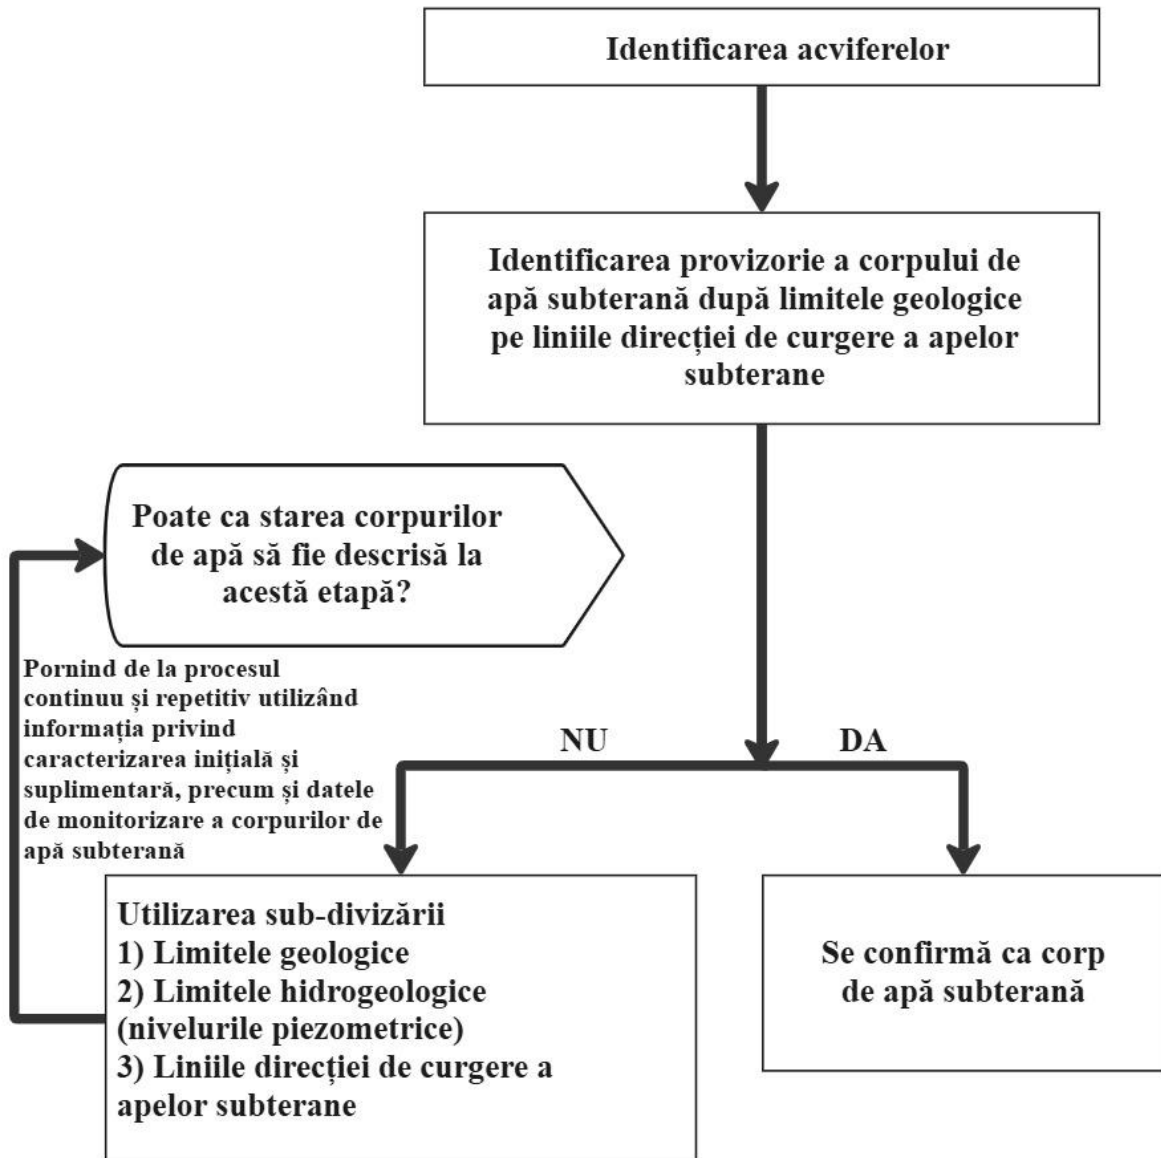 Identificarea acviferelor
Identificarea provizorie a corpului de
apă subterană după limitele geologice
pe liniile direcției de curgere a apelor
subterane
Poate ca starea corpurilor
de apă să fie descrisă la
acestă etapă?
Pornind de la procesul
continuu și repetitiv utilizând
informația privind
caracterizarea inițială și
suplimentară, precum și datele
de monitorizare a corpurilor de
apă subterană
NU
DA
Utilizarea sub-divizării
1) Limitele geologice
2) Limitele hidrogeologice
(nivelurile piezometrice)
3) Liniile direcției de curgere a
apelor subterane
Se confirmă ca corp
de apă subterană